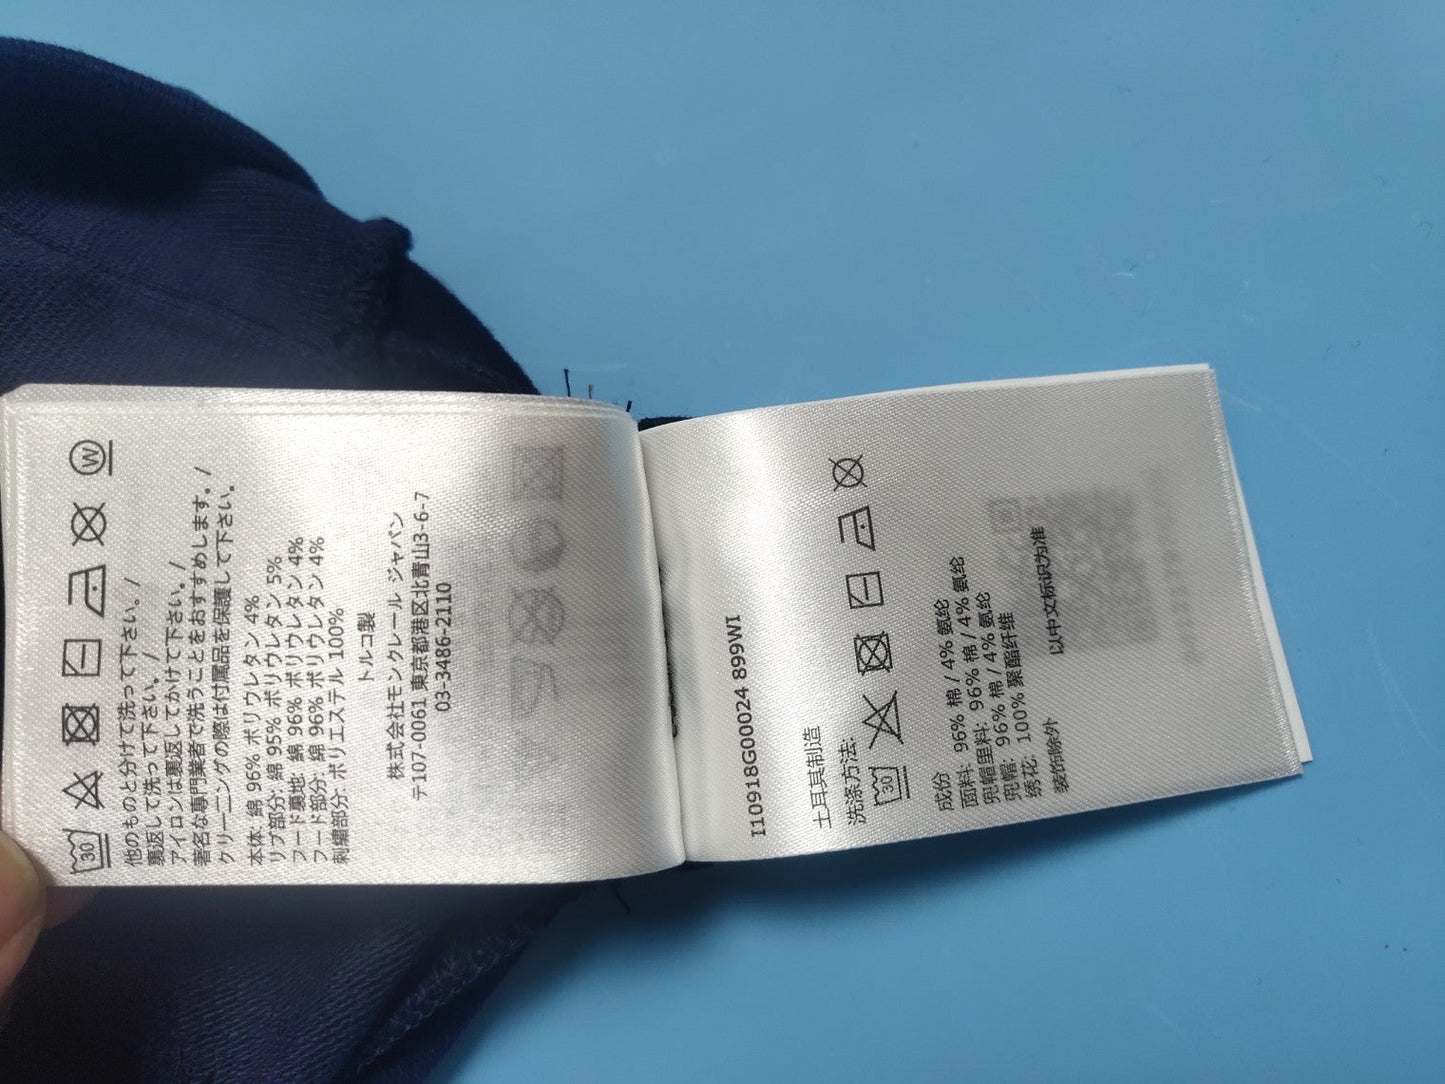 30
W
他のものと分けて洗って下さい。/
裏返して洗って下さい。/
アイロンは裏返してかけて下さい。/
著名な専門業者で洗うことをおすすめします。/
クリーニングの際は付属品を保護して下さい。
本体: 綿 96% ポリウレタン 4%
リブ部分: 綿 95% ポリウレタン 5%
フード裏地: 綿 96% ポリウレタン 4%
フード部分: 綿 96% ポリウレタン 4%
刺繍部分: ポリエステル 100%
トルコ製
株式会社モンクレール ジャパン
〒107-0061 東京都港区北青山3-6-7
03-3486-2110
I10918G00024 899WI
土耳其制造
洗涤方法:
30
成份
面料: 96% 棉 / 4% 氨纶
兜帽里料: 96% 棉 / 4% 氨纶
兜帽: 96% 棉 / 4% 氨纶
绣花: 100% 聚酯纤维
装饰除外
以中文标识为准